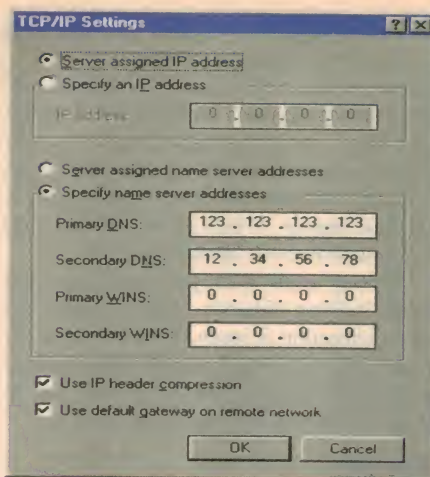 TCP/IP Settings
Server assigned IP address
Specify an IP address
IP address: 0 . 0 . 0 . 0
Server assigned name server addresses
Specify name server addresses
Primary DNS: 123 . 123 . 123 . 123
Secondary DNS: 12 . 34 . 56 . 78
Primary WINS: 0 . 0 . 0 . 0
Secondary WINS: 0 . 0 . 0 . 0
Use IP header compression
Use default gateway on remote network
OK Cancel